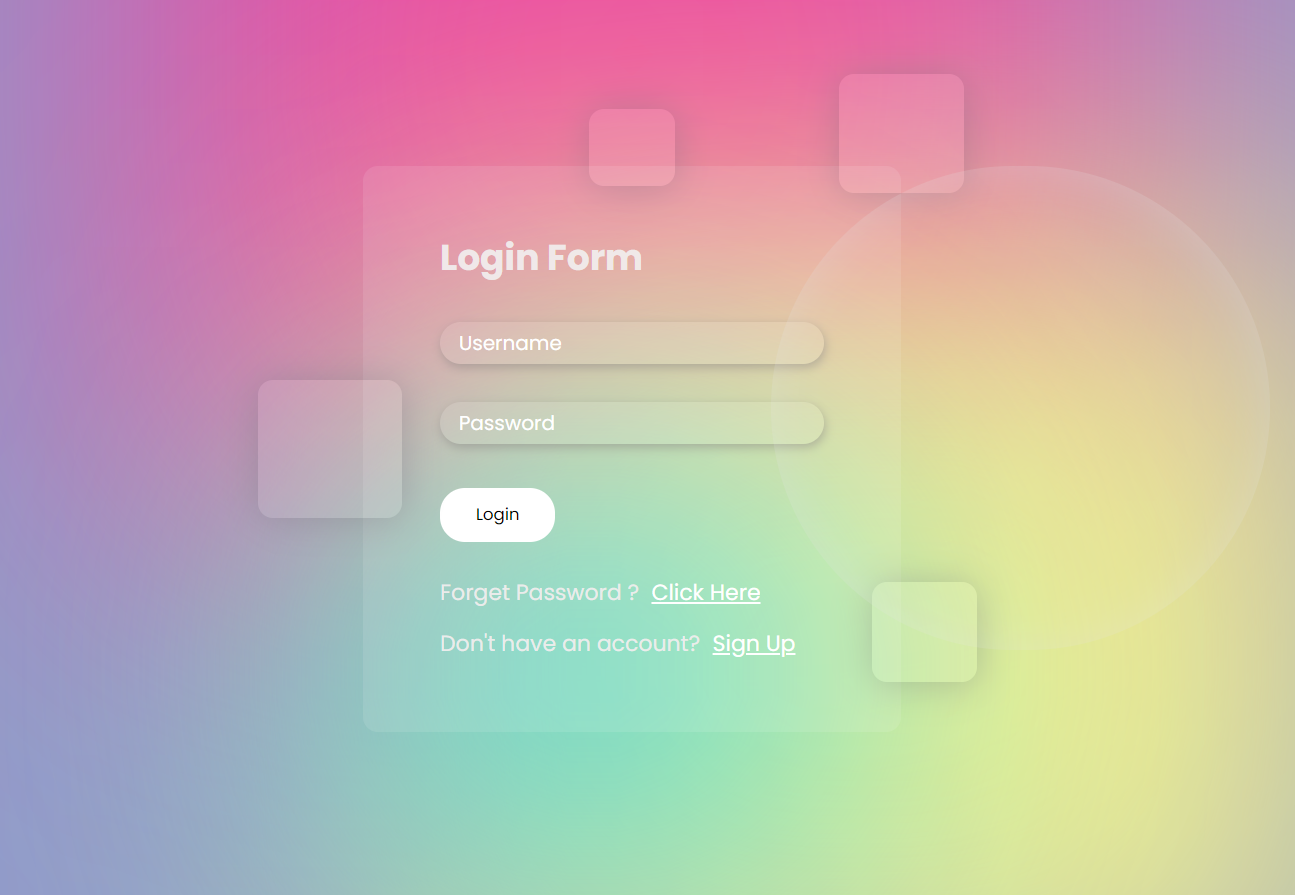 Login Form
Username
Password
Login
Forget Password ? Click Here
Don't have an account? Sign Up